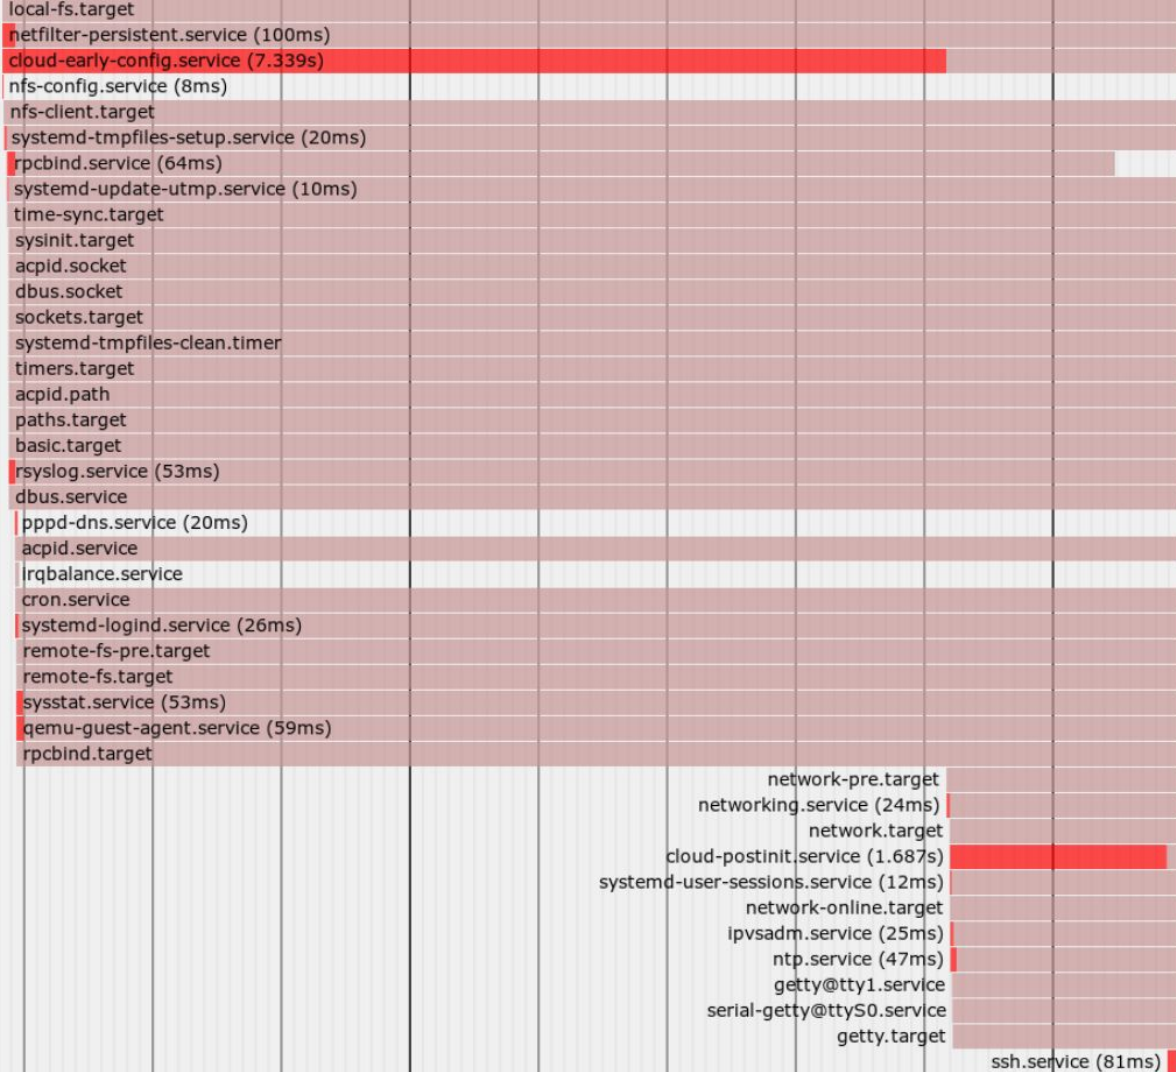 local-fs.target
netfilter-persistent.service (100ms)
cloud-early-config.service (7.339s)
nfs-config.service (8ms)
nfs-client.target
systemd-tmpfiles-setup.service (20ms)
rpcbind.service (64ms)
systemd-update-utmp.service (10ms)
time-sync.target
sysinit.target
acpid.socket
dbus.socket
sockets.target
systemd-tmpfiles-clean.timer
timers.target
acpid.path
paths.target
basic.target
rsyslog.service (53ms)
dbus.service
pppd-dns.service (20ms)
acpid.service
irqbalance.service
cron.service
systemd-logind.service (26ms)
remote-fs-pre.target
remote-fs.target
sysstat.service (53ms)
qemu-guest-agent.service (59ms)
rpcbind.target
network-pre.target
networking.service (24ms)
network.target
cloud-postinit.service (1.687s)
systemd-user-sessions.service (12ms)
network-online.target
ipvsadm.service (25ms)
ntp.service (47ms)
getty@tty1.service
serial-getty@ttyS0.service
getty.target
ssh.service (81ms)